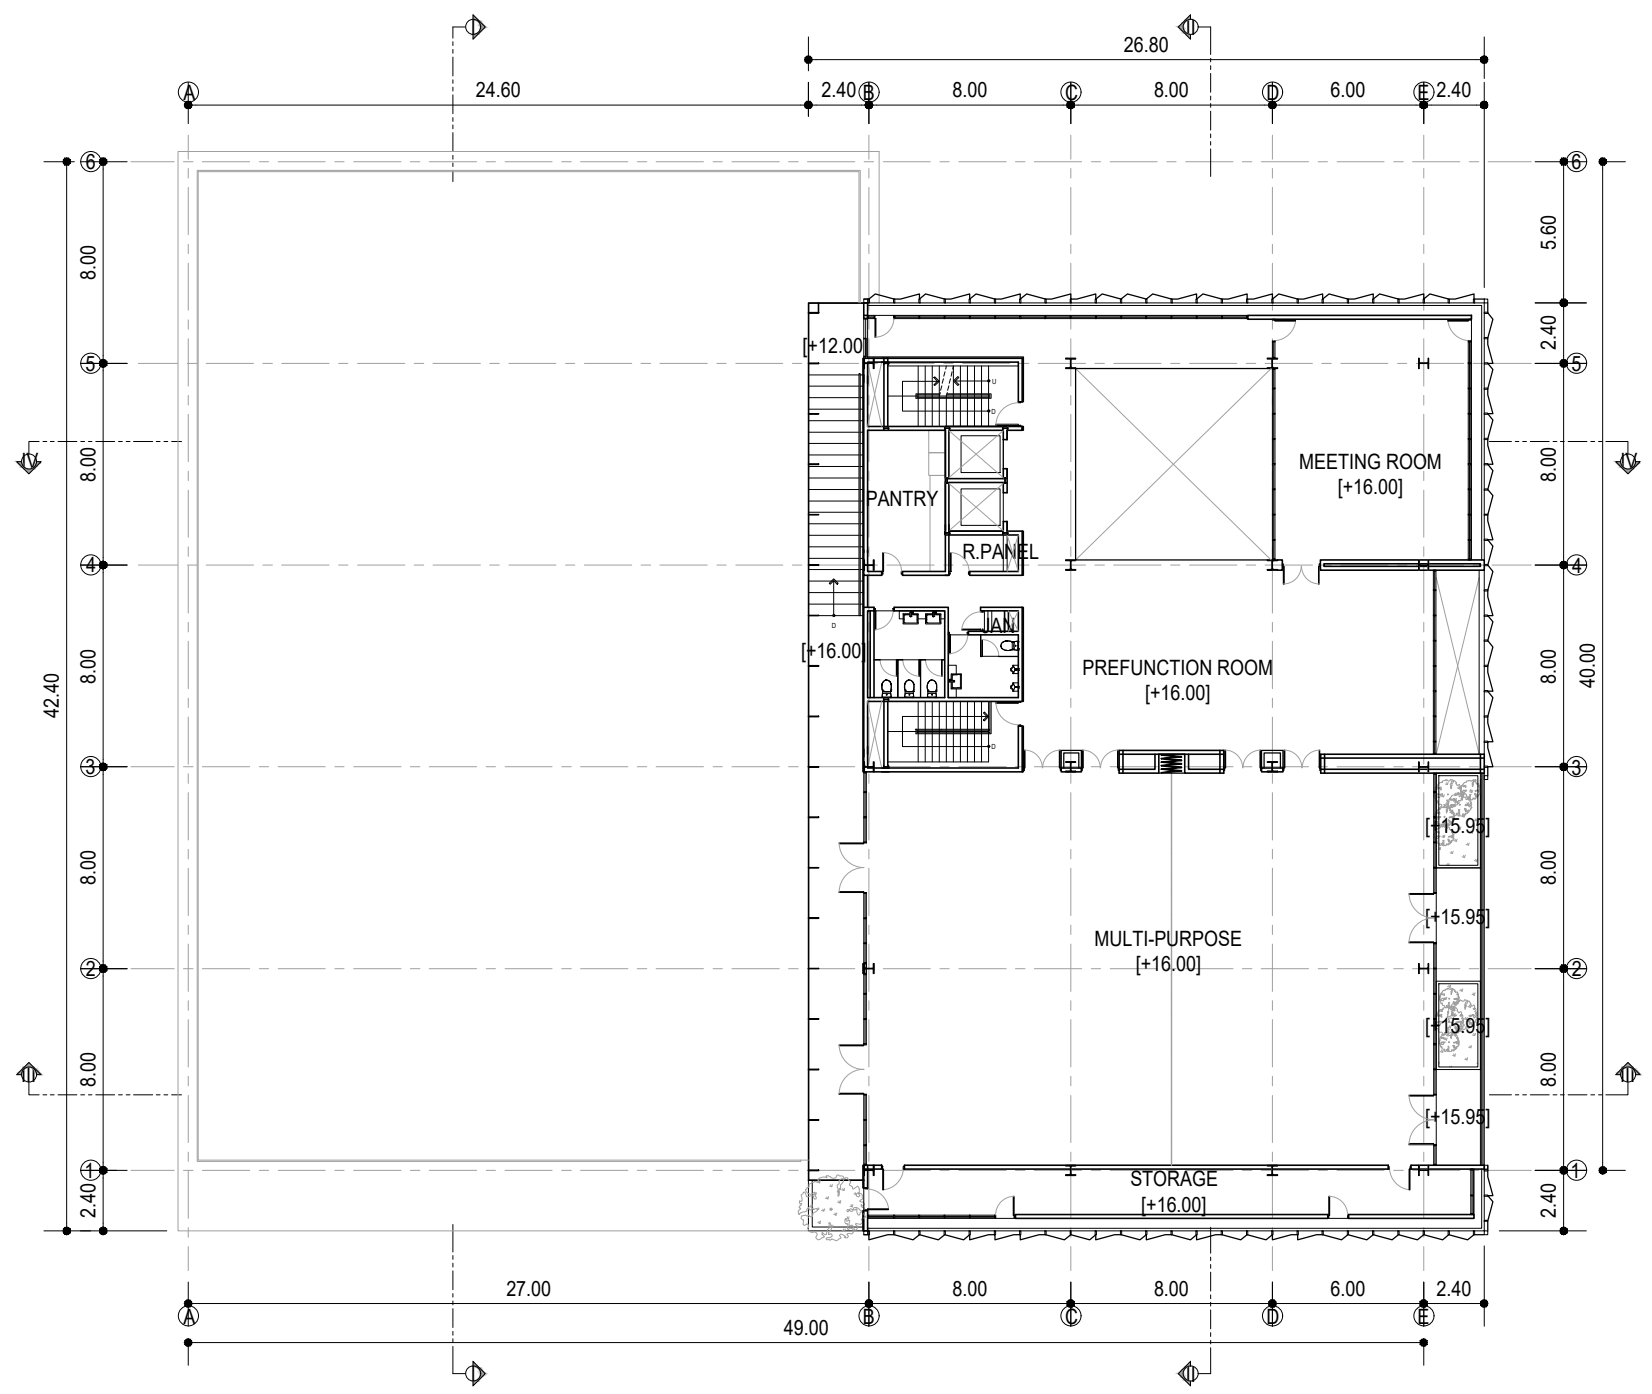 26.80
24.60
2.40
8.00
8.00
6.00
2.40
A
B
C
D
E
6
6
8.00
5.60
2.40
[+12.00]
5
5
8.00
8.00
MEETING ROOM
[+16.00]
PANTRY
R.PANEL
4
4
U
D
D
JAN
[+16.00]
PREFUNCTION ROOM
[+16.00]
8.00
8.00
42.40
40.00
D
3
3
[+15.95]
8.00
8.00
[+15.95]
MULTI-PURPOSE
[+16.00]
2
2
[+15.95]
8.00
8.00
[+15.95]
1
1
STORAGE
[+16.00]
2.40
2.40
27.00
8.00
8.00
6.00
2.40
A
B
C
D
E
49.00